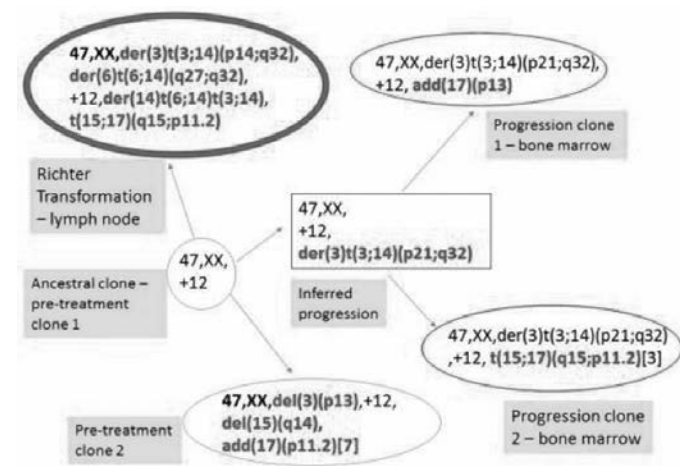 47,XX,der(3)t(3;14)(p14;q32),
der(6)t(6;14)(q27;q32),
+12,der(14)t(6;14)t(3;14),
t(15;17)(q15;p11.2)
47,XX,der(3)t(3;14)(p21;q32),
+12, add(17)(p13)
Progression clone
1 – bone marrow
Richter
Transformation
– lymph node
47,XX,
+12,
der(3)t(3;14)(p21;q32)
47,XX,
+12
Ancestral clone –
pre-treatment
clone 1
Inferred
progression
47,XX,der(3)t(3;14)(p21;q32)
,+12, t(15;17)(q15;p11.2)[3]
47,XX,del(3)(p13),+12,
del(15)(q14),
add(17)(p11.2)[7]
Pre-treatment
clone 2
Progression clone
2 – bone marrow